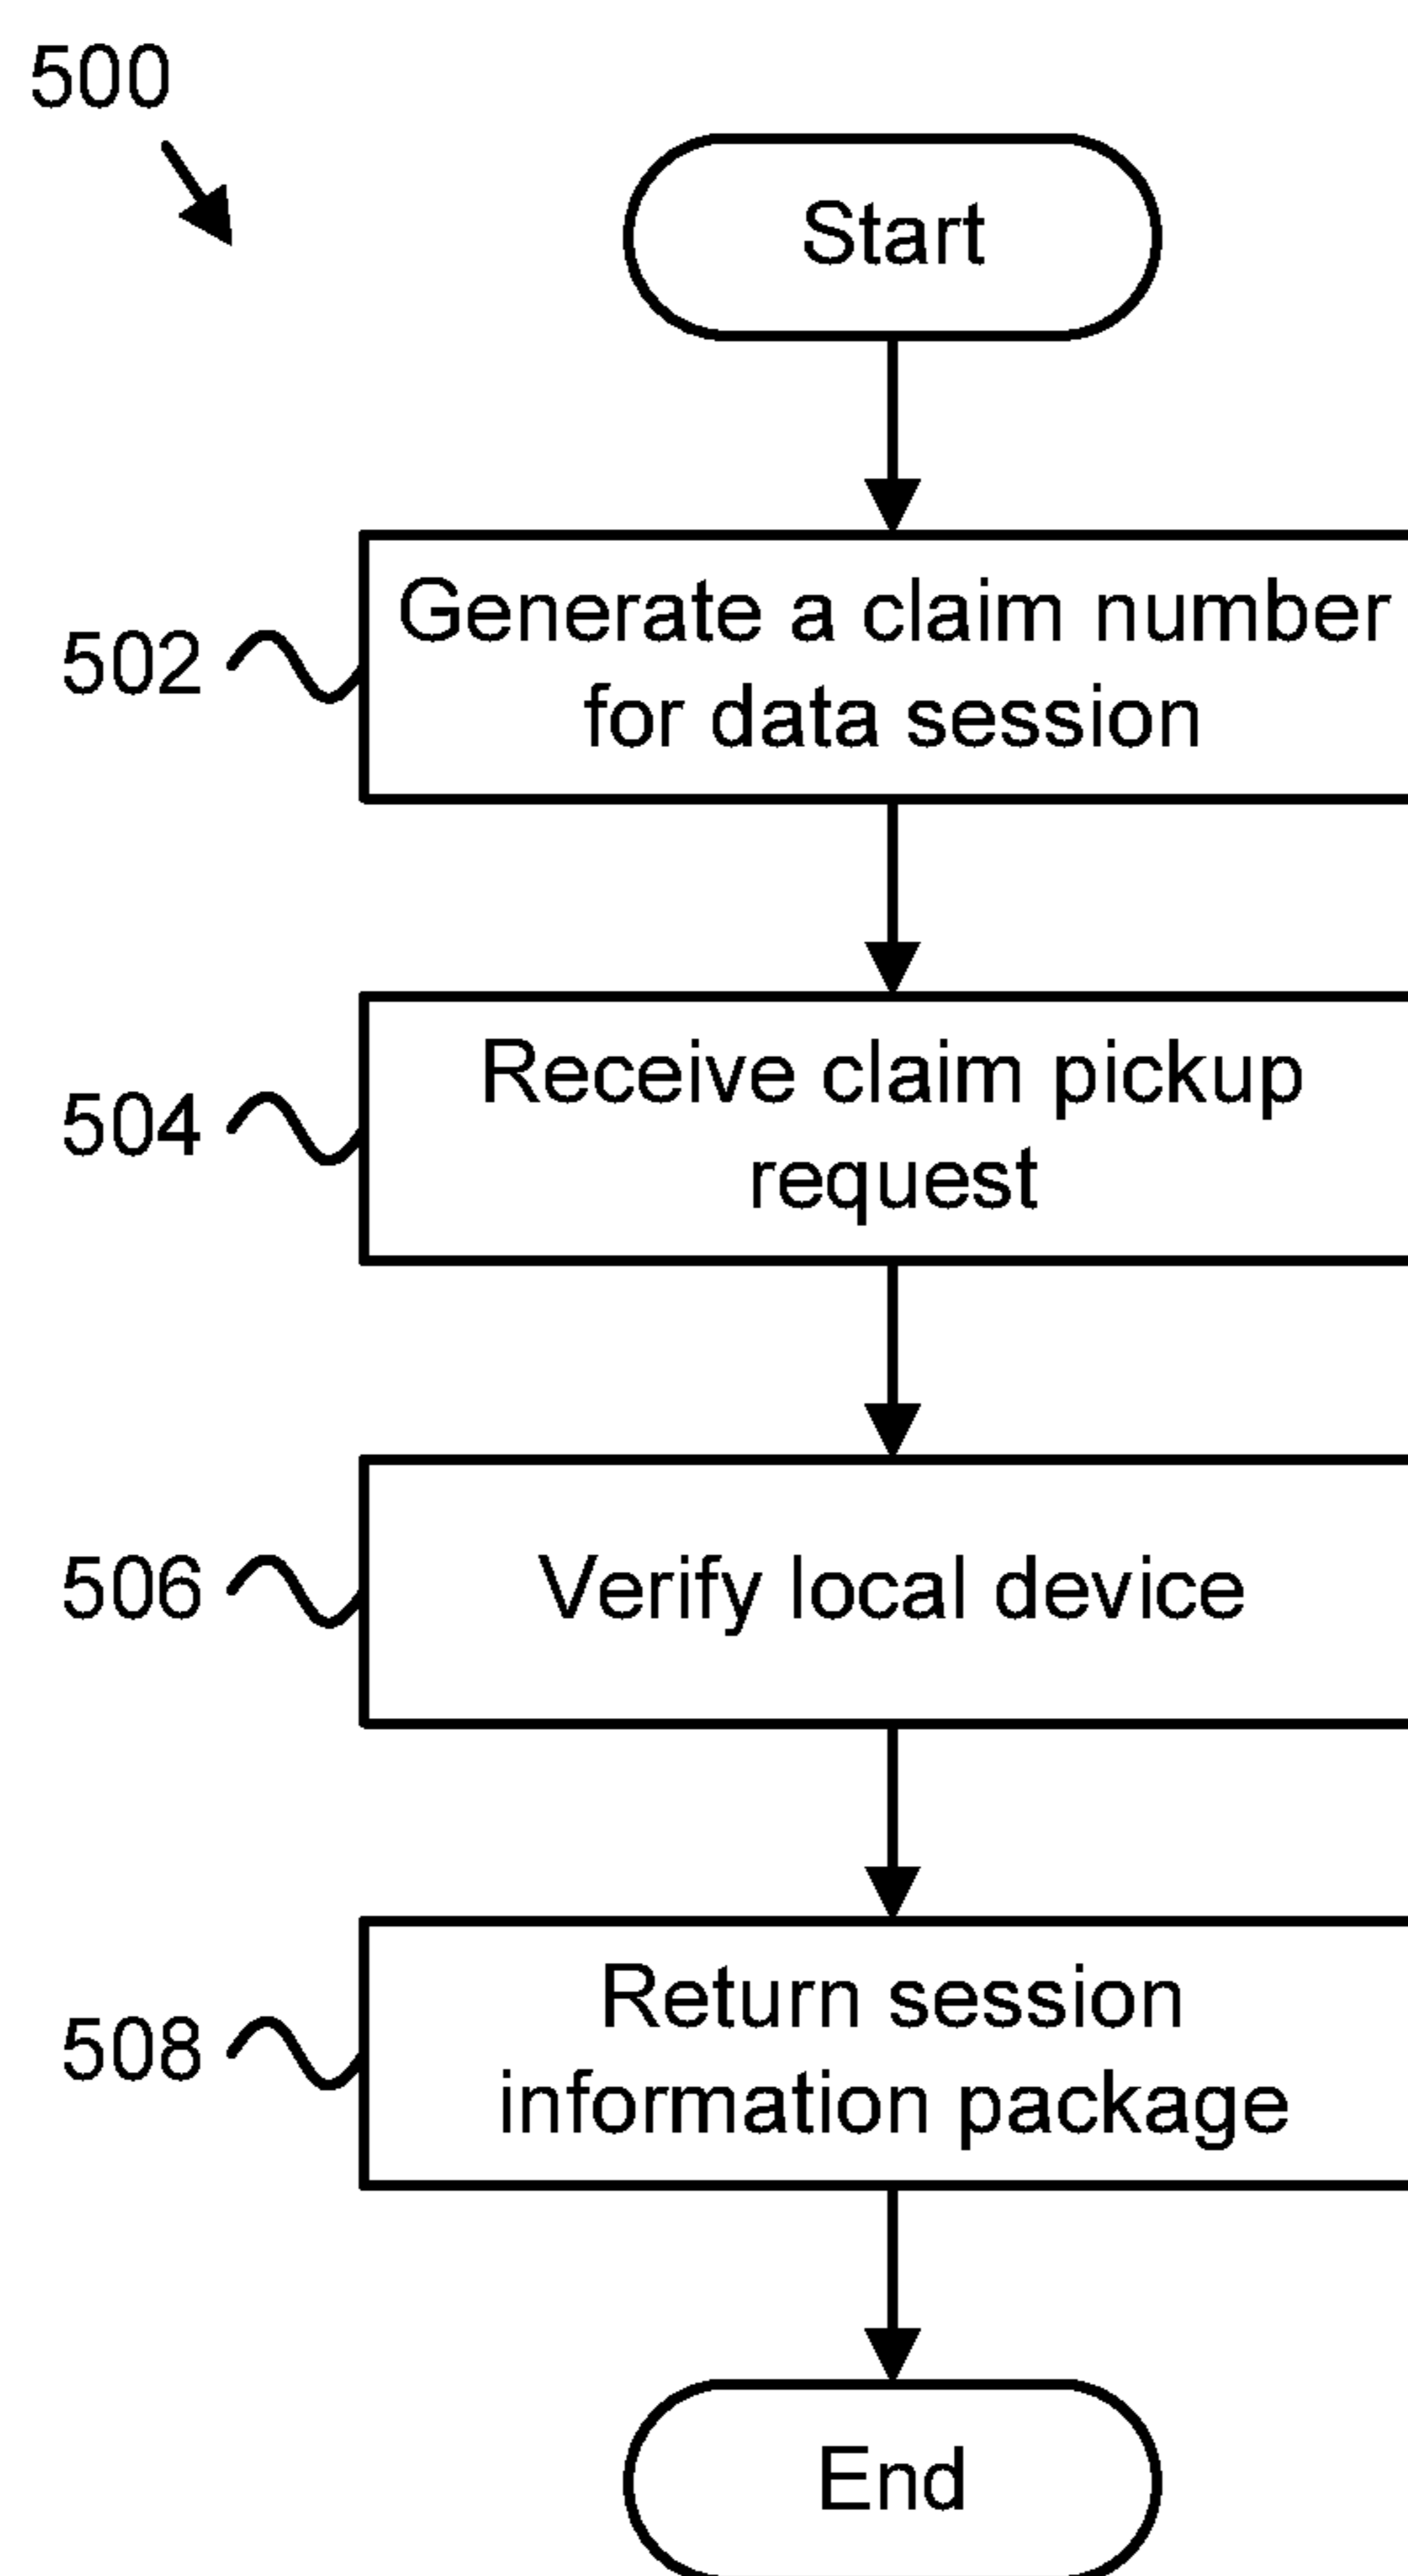 500
Start
502
Generate a claim number
for data session
504
Receive claim pickup
request
506
Verify local device
508
Return session
information package
End